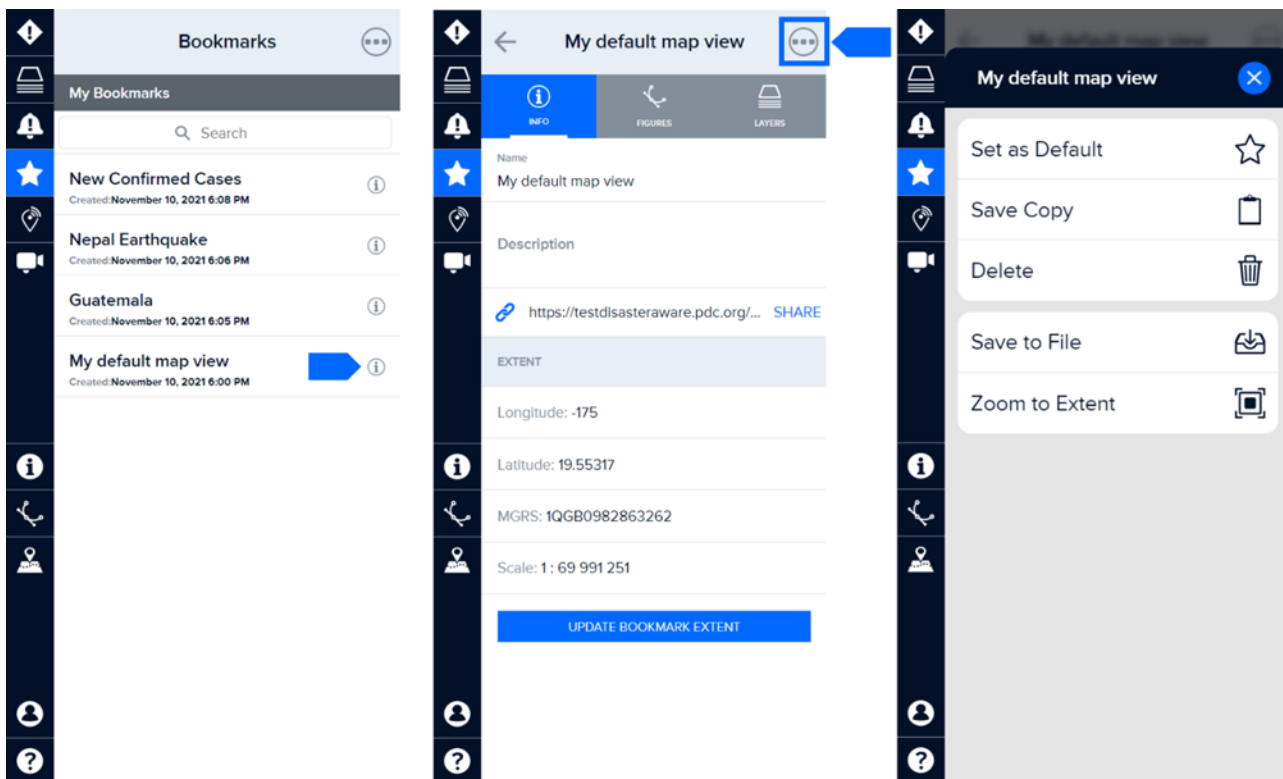 Bookmarks
My Bookmarks
Search
New Confirmed Cases
Created:November 10, 2021 6:08 PM
Nepal Earthquake
Created:November 10, 2021 6:06 PM
Guatemala
Created:November 10, 2021 6:05 PM
My default map view
Created:November 10, 2021 6:00 PM
My default map view
INFO
FIGURES
LAYERS
Name
My default map view
Description
https://testdisasteraware.pdc.org/... SHARE
EXTENT
Longitude: -175
Latitude: 19.55317
MGRS: 1QGB0982863262
Scale: 1 : 69 991 251
UPDATE BOOKMARK EXTENT
My default map view
My default map view
Set as Default
Save Copy
Delete
Save to File
Zoom to Extent